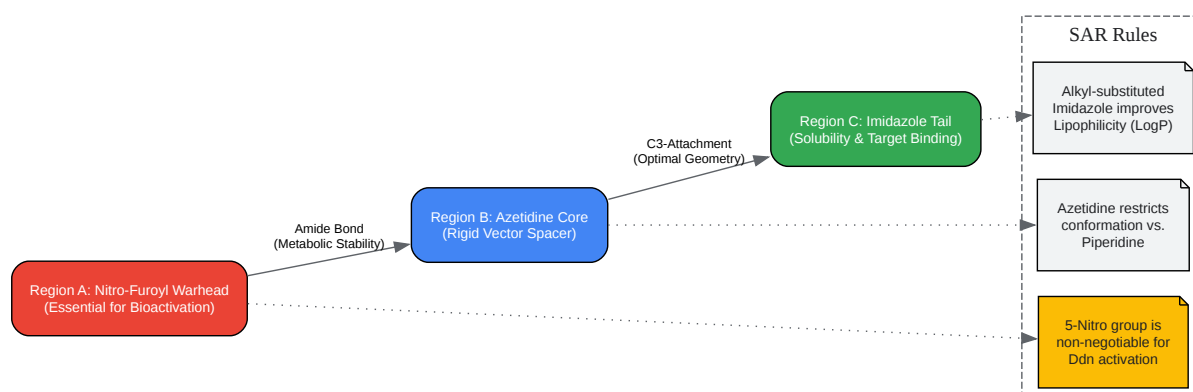 SAR Rules
Alkyl-substituted
Imidazole improves
Lipophilicity (LogP)
Region C: Imidazole Tail
(Solubility & Target Binding)
C3-Attachment
(Optimal Geometry)
Region B: Azetidine Core
(Rigid Vector Spacer)
Azetidine restricts
conformation vs.
Piperidine
Amide Bond
(Metabolic Stability)
Region A: Nitro-Furoyl Warhead
(Essential for Bioactivation)
5-Nitro group is
non-negotiable for
Ddn activation